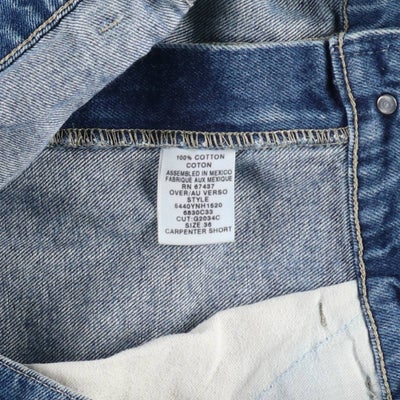 100% COTTON
COTON
ASSEMBLED IN MEXICO
FABRIQUE AUX MEXIQUE
RN 67437
OVER/AU VERSO
STYLE
5440YNH1520
6830C33
CUT:G2034C
SIZE 36
CARPENTER SHORT